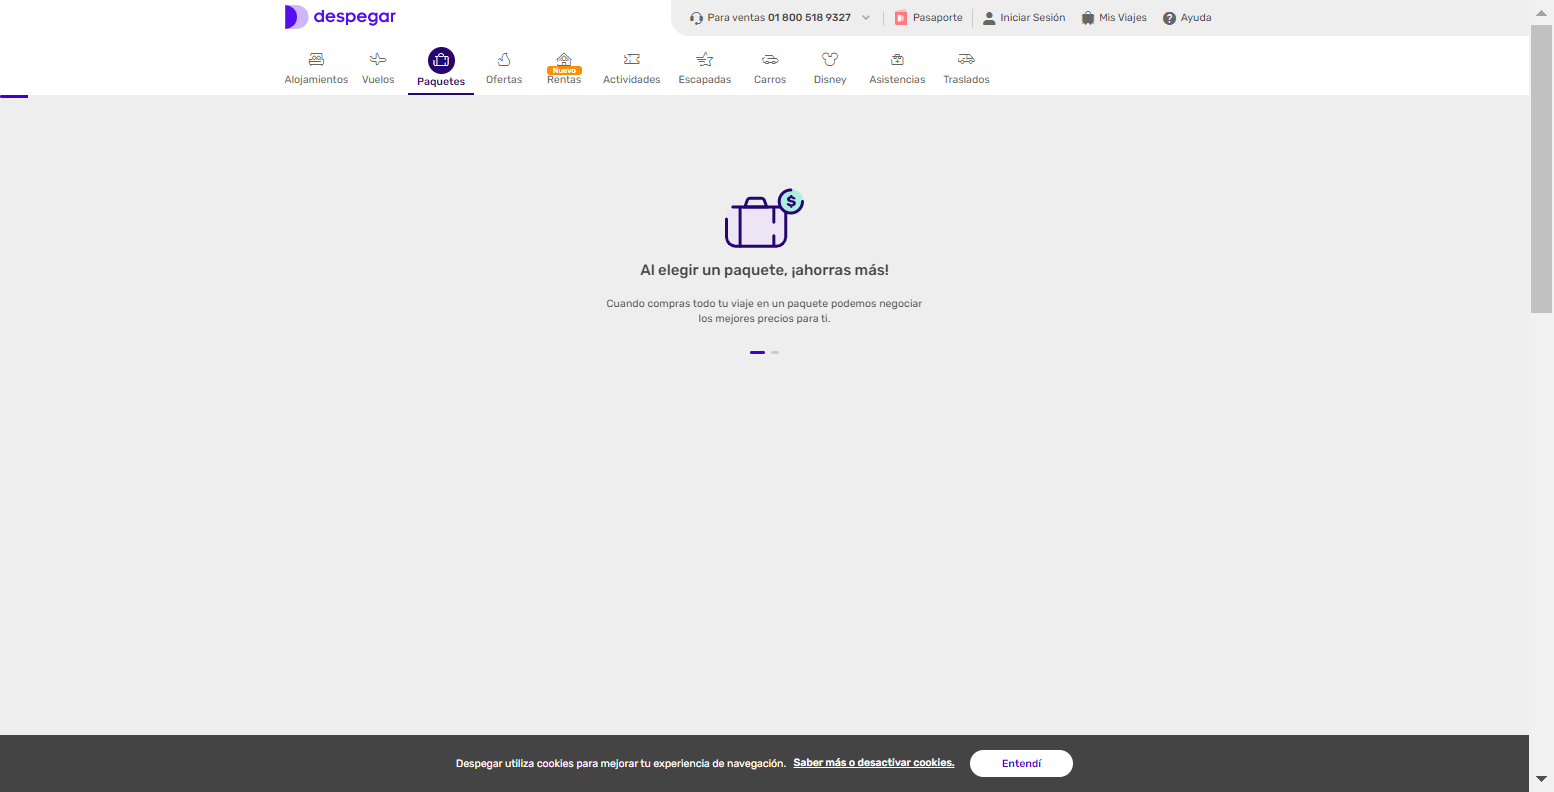 despegar
Para ventas 01 800 518 9327
Pasaporte
Iniciar Sesión
Mis Viajes
Ayuda
Alojamientos
Vuelos
Paquetes
Ofertas
Nuevo
Rentas
Actividades
Escapadas
Carros
Disney
Asistencias
Traslados
$
Al elegir un paquete, ¡ahorras más!
Cuando compras todo tu viaje en un paquete podemos negociar
los mejores precios para ti.
Despegar utiliza cookies para mejorar tu experiencia de navegación. Saber más o desactivar cookies.
Entendí